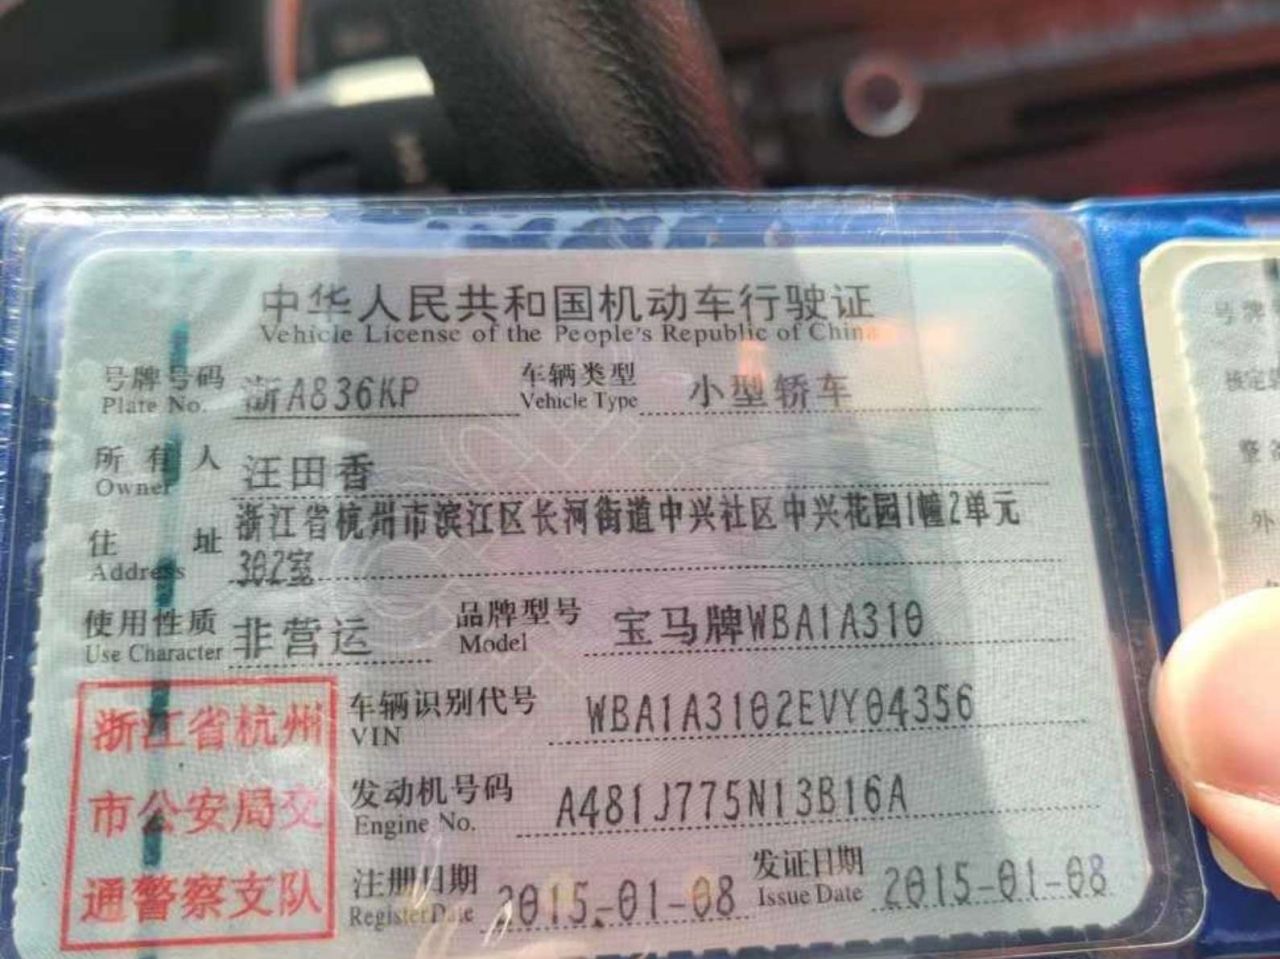 中华人民共和国机动车行驶证
Vehicle License of the People's Republic of China
号牌号码 浙A836KP 车辆类型 小型轿车
Plate No. Vehicle Type
所有人 汪田香
Owner
浙江省杭州市滨江区长河街道中兴社区中兴花园1幢2单元
住址 302室
Address
使用性质 非营运 品牌型号 宝马牌WBA1A310
Use Character Model
浙江省杭州
市公安局交
通警察支队
车辆识别代号 WBA1A3102EVY04356
VIN
发动机号码 A481J775N13B16A
Engine No.
注册日期 2015-01-08 发证日期 2015-01-08
Register Date Issue Date
号牌
核定
整备
外